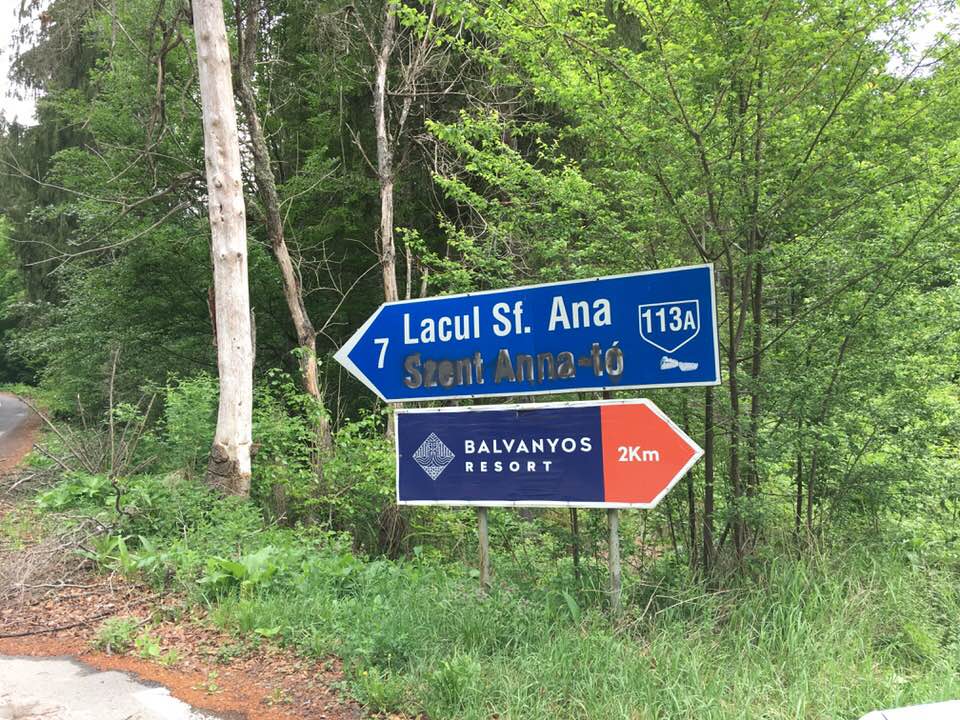 7 Lacul Sf. Ana 113A
Szent Anna-tó
BALVANYOS
RESORT
2Km